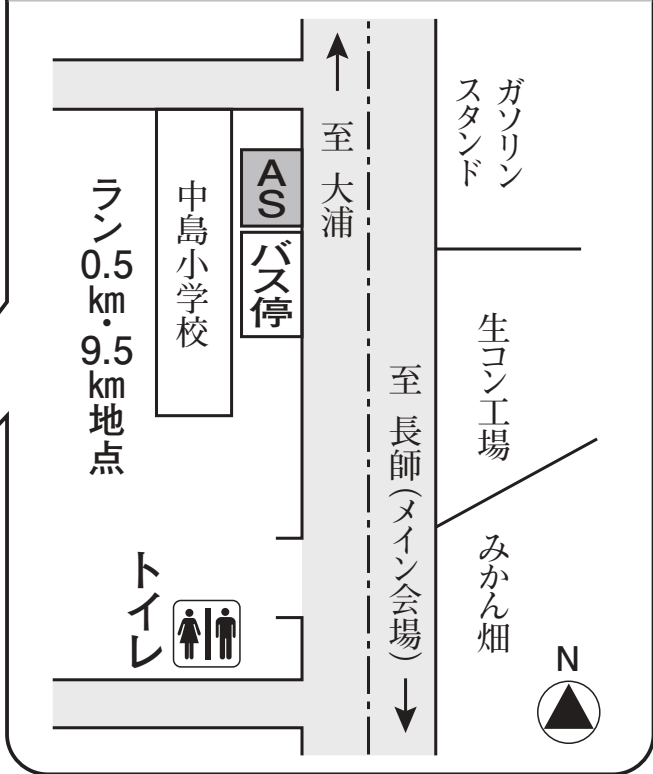 ガソリン
スタンド
至 大浦
AS
バス停
中島小学校
ラン0.5km・9.5km地点
生コン工場
至 長師(メイン会場)
みかん畑
トイレ
N